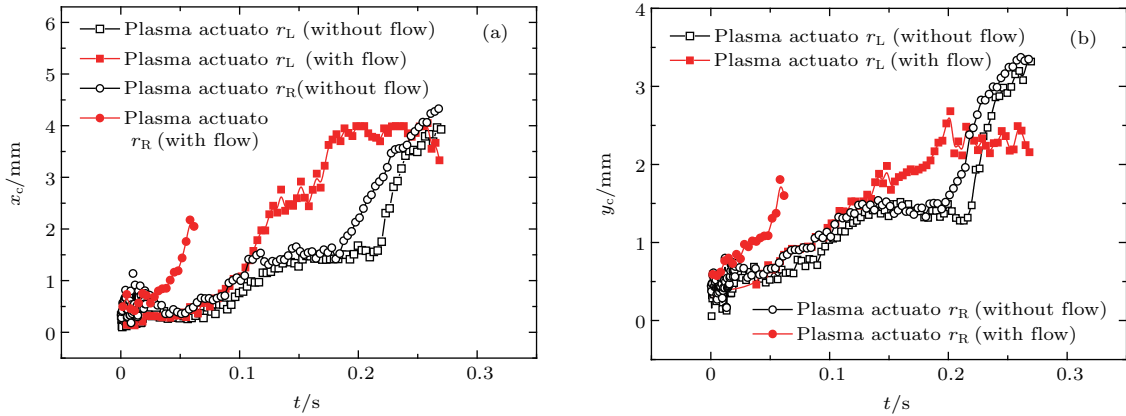 6
5
4
3
2
1
0
x_c/mm
Plasma actuato r_L (without flow)
Plasma actuato r_L (with flow)
Plasma actuato r_R(without flow)
Plasma actuato
r_R (with flow)
(a)
0
0.1
0.2
0.3
t/s
4
3
2
1
0
y_c/mm
Plasma actuato r_L (without flow)
Plasma actuato r_L (with flow)
(b)
Plasma actuato r_R (without flow)
Plasma actuato r_R (with flow)
0
0.1
0.2
0.3
t/s